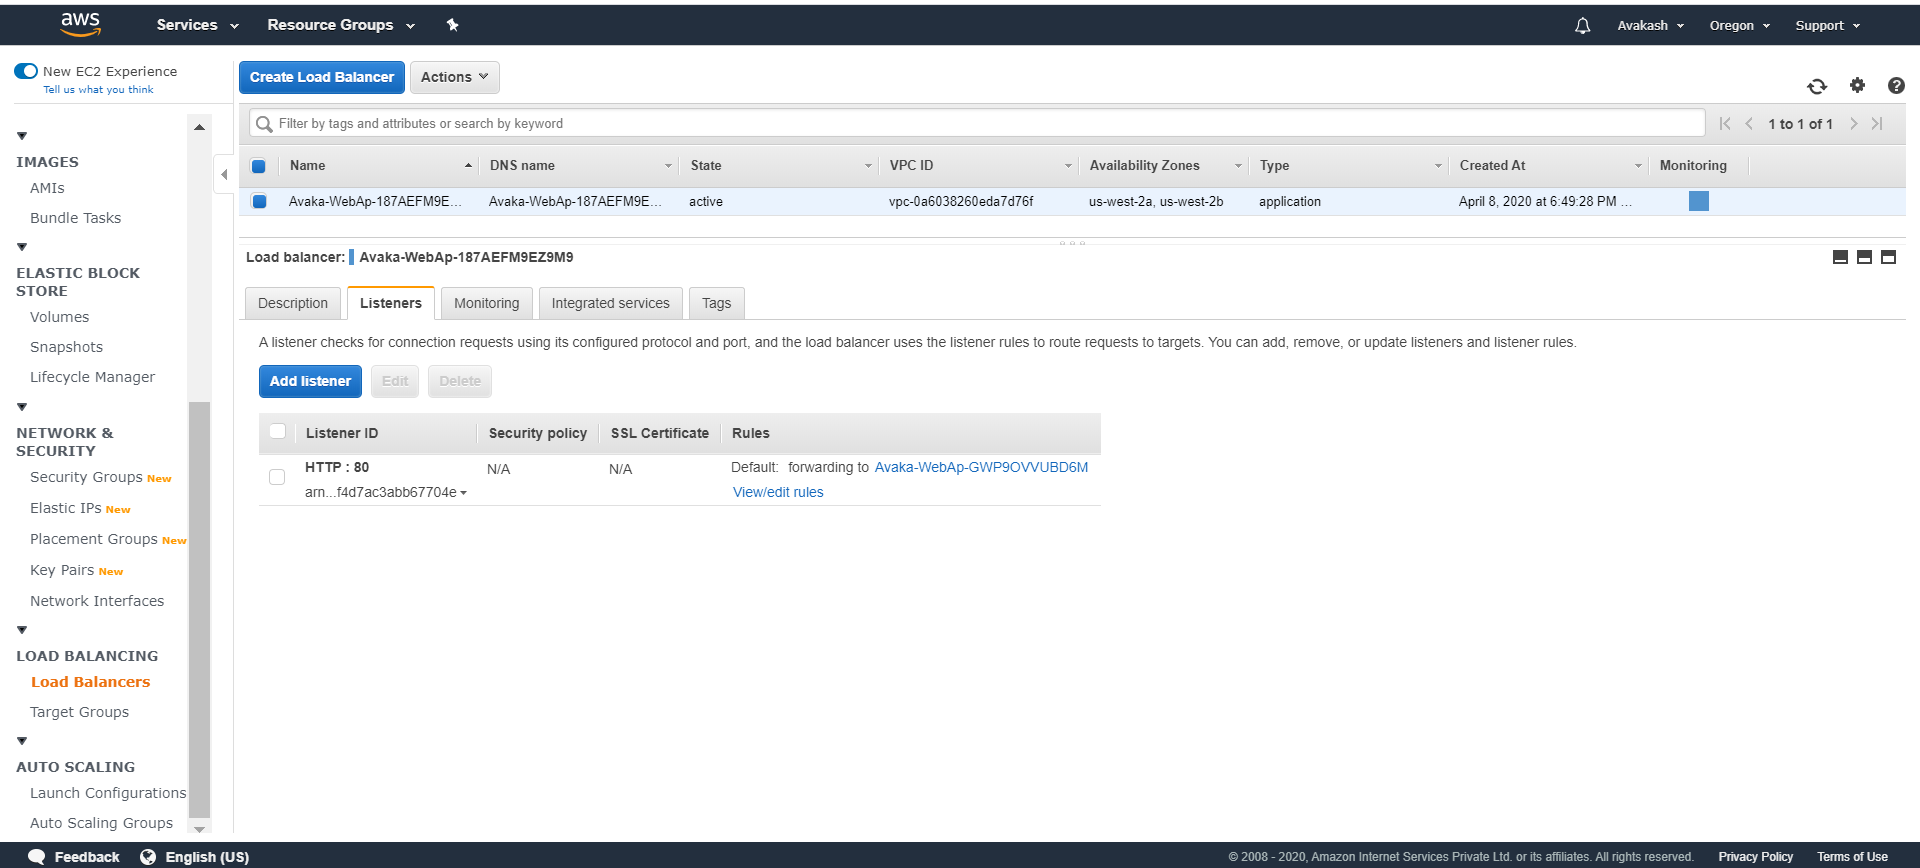 aws Services Resource Groups Avakash Oregon Support
New EC2 Experience
Tell us what you think
IMAGES
AMIs
Bundle Tasks
ELASTIC BLOCK
STORE
Volumes
Snapshots
Lifecycle Manager
NETWORK &
SECURITY
Security Groups New
Elastic IPs New
Placement Groups New
Key Pairs New
Network Interfaces
LOAD BALANCING
Load Balancers
Target Groups
AUTO SCALING
Launch Configurations
Auto Scaling Groups
Create Load Balancer Actions
Filter by tags and attributes or search by keyword 1 to 1 of 1
Name DNS name State VPC ID Availability Zones Type Created At Monitoring
Avaka-WebAp-187AEFM9E... Avaka-WebAp-187AEFM9E... active vpc-0a6038260eda7d76f us-west-2a, us-west-2b application April 8, 2020 at 6:49:28 PM ...
Load balancer: Avaka-WebAp-187AEFM9EZ9M9
Description Listeners Monitoring Integrated services Tags
A listener checks for connection requests using its configured protocol and port, and the load balancer uses the listener rules to route requests to targets. You can add, remove, or update listeners and listener rules.
Add listener Edit Delete
Listener ID Security policy SSL Certificate Rules
HTTP : 80 N/A N/A Default: forwarding to Avaka-WebAp-GWP9OVVUBD6M
arn...f4d7ac3abb67704e View/edit rules
Feedback English (US) © 2008 - 2020, Amazon Internet Services Private Ltd. or its affiliates. All rights reserved. Privacy Policy Terms of Use